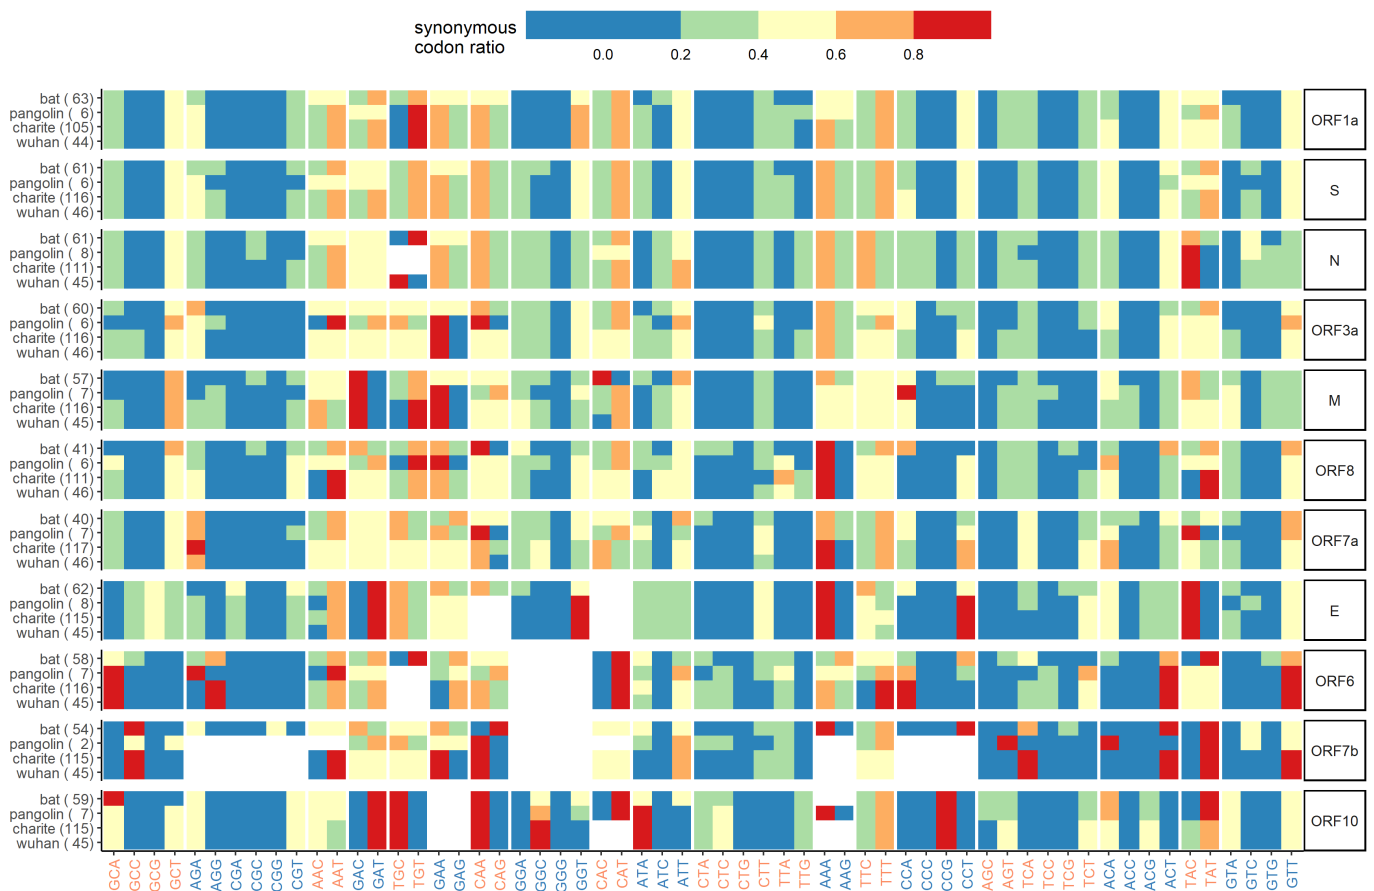 synonymous
codon ratio
0.0 0.2 0.4 0.6 0.8
bat ( 63)
pangolin ( 6)
charite (105)
wuhan ( 44)
ORF1a
bat ( 61)
pangolin ( 6)
charite (116)
wuhan ( 46)
S
bat ( 61)
pangolin ( 8)
charite (111)
wuhan ( 45)
N
bat ( 60)
pangolin ( 6)
charite (116)
wuhan ( 46)
ORF3a
bat ( 57)
pangolin ( 7)
charite (116)
wuhan ( 45)
M
bat ( 41)
pangolin ( 6)
charite (111)
wuhan ( 46)
ORF8
bat ( 40)
pangolin ( 7)
charite (117)
wuhan ( 46)
ORF7a
bat ( 62)
pangolin ( 8)
charite (115)
wuhan ( 45)
E
bat ( 58)
pangolin ( 7)
charite (116)
wuhan ( 45)
ORF6
bat ( 54)
pangolin ( 2)
charite (115)
wuhan ( 45)
ORF7b
bat ( 59)
pangolin ( 7)
charite (115)
wuhan ( 45)
ORF10
GCA GCC GCG GCT AGA AGG CGA CGC CGG CGT AAC AAT GAC GAT TGC TGT GAA GAG CAA CAG GGA GGC GGG GGT CAC CAT ATA ATC ATT CTA CTC CTG CTT TTA TTG AAA AAG TTC TTT CCA CCC CCG CCT AGC AGT TCA TCC TCG TCT ACA ACC ACG ACT TAC TAT GTA GTC GTG GTT